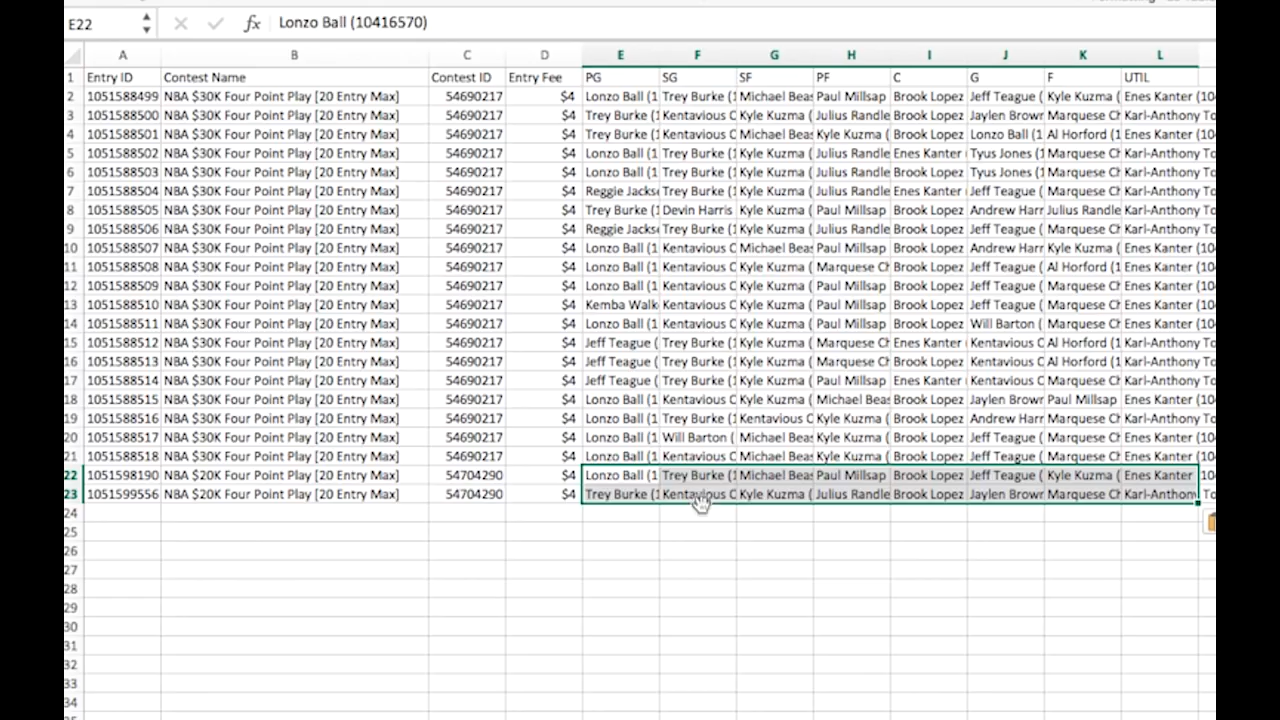 E22 fx Lonzo Ball (10416570)
A B C D E F G H I J K L
1 Entry ID Contest Name Contest ID Entry Fee PG SG SF PF C G F UTIL
2 1051588499 NBA $30K Four Point Play [20 Entry Max] 54690217 $4 Lonzo Ball (1 Trey Burke (1 Michael Beas Paul Millsap Brook Lopez Jeff Teague ( Kyle Kuzma ( Enes Kanter (10
3 1051588500 NBA $30K Four Point Play [20 Entry Max] 54690217 $4 Trey Burke (1 Kentavious C Kyle Kuzma ( Julius Randle Brook Lopez Jaylen Brown Marquese Ch Karl-Anthony To
4 1051588501 NBA $30K Four Point Play [20 Entry Max] 54690217 $4 Trey Burke (1 Kentavious C Michael Beas Kyle Kuzma ( Brook Lopez Lonzo Ball (1 Al Horford (1 Enes Kanter (10
5 1051588502 NBA $30K Four Point Play [20 Entry Max] 54690217 $4 Lonzo Ball (1 Trey Burke (1 Kyle Kuzma ( Julius Randle Enes Kanter ( Tyus Jones (1 Marquese Ch Karl-Anthony To
6 1051588503 NBA $30K Four Point Play [20 Entry Max] 54690217 $4 Lonzo Ball (1 Trey Burke (1 Kyle Kuzma ( Julius Randle Brook Lopez Tyus Jones (1 Marquese Ch Karl-Anthony To
7 1051588504 NBA $30K Four Point Play [20 Entry Max] 54690217 $4 Reggie Jackso Trey Burke (1 Kyle Kuzma ( Julius Randle Enes Kanter ( Jeff Teague ( Marquese Ch Karl-Anthony To
8 1051588505 NBA $30K Four Point Play [20 Entry Max] 54690217 $4 Trey Burke (1 Devin Harris Kyle Kuzma ( Paul Millsap Brook Lopez Andrew Harr Julius Randle Karl-Anthony To
9 1051588506 NBA $30K Four Point Play [20 Entry Max] 54690217 $4 Reggie Jackso Trey Burke (1 Kyle Kuzma ( Julius Randle Brook Lopez Jeff Teague ( Marquese Ch Karl-Anthony To
10 1051588507 NBA $30K Four Point Play [20 Entry Max] 54690217 $4 Lonzo Ball (1 Kentavious C Michael Beas Paul Millsap Brook Lopez Andrew Harr Kyle Kuzma ( Enes Kanter (10
11 1051588508 NBA $30K Four Point Play [20 Entry Max] 54690217 $4 Lonzo Ball (1 Kentavious C Kyle Kuzma ( Marquese Ch Brook Lopez Jeff Teague ( Al Horford (1 Enes Kanter (10
12 1051588509 NBA $30K Four Point Play [20 Entry Max] 54690217 $4 Lonzo Ball (1 Kentavious C Kyle Kuzma ( Paul Millsap Brook Lopez Jeff Teague ( Marquese Ch Enes Kanter (10
13 1051588510 NBA $30K Four Point Play [20 Entry Max] 54690217 $4 Kemba Walk Kentavious C Kyle Kuzma ( Paul Millsap Brook Lopez Jeff Teague ( Marquese Ch Enes Kanter (10
14 1051588511 NBA $30K Four Point Play [20 Entry Max] 54690217 $4 Lonzo Ball (1 Kentavious C Kyle Kuzma ( Paul Millsap Brook Lopez Will Barton ( Marquese Ch Karl-Anthony To
15 1051588512 NBA $30K Four Point Play [20 Entry Max] 54690217 $4 Jeff Teague ( Trey Burke (1 Kyle Kuzma ( Marquese Ch Enes Kanter ( Kentavious C Al Horford (1 Karl-Anthony To
16 1051588513 NBA $30K Four Point Play [20 Entry Max] 54690217 $4 Jeff Teague ( Trey Burke (1 Kyle Kuzma ( Marquese Ch Brook Lopez Kentavious C Al Horford (1 Karl-Anthony To
17 1051588514 NBA $30K Four Point Play [20 Entry Max] 54690217 $4 Jeff Teague ( Trey Burke (1 Kyle Kuzma ( Paul Millsap Enes Kanter ( Kentavious C Marquese Ch Karl-Anthony To
18 1051588515 NBA $30K Four Point Play [20 Entry Max] 54690217 $4 Lonzo Ball (1 Kentavious C Kyle Kuzma ( Michael Beas Brook Lopez Jaylen Brown Paul Millsap Enes Kanter (10
19 1051588516 NBA $30K Four Point Play [20 Entry Max] 54690217 $4 Lonzo Ball (1 Trey Burke (1 Kentavious C Kyle Kuzma ( Brook Lopez Andrew Harr Marquese Ch Karl-Anthony To
20 1051588517 NBA $30K Four Point Play [20 Entry Max] 54690217 $4 Lonzo Ball (1 Will Barton ( Michael Beas Kyle Kuzma ( Brook Lopez Jeff Teague ( Marquese Ch Enes Kanter (10
21 1051588518 NBA $30K Four Point Play [20 Entry Max] 54690217 $4 Lonzo Ball (1 Kentavious C Michael Beas Kyle Kuzma ( Brook Lopez Jeff Teague ( Marquese Ch Enes Kanter (10
22 1051598190 NBA $20K Four Point Play [20 Entry Max] 54704290 $4 Lonzo Ball (1 Trey Burke (1 Michael Beas Paul Millsap Brook Lopez Jeff Teague ( Kyle Kuzma ( Enes Kanter 10
23 1051599556 NBA $20K Four Point Play [20 Entry Max] 54704290 $4 Trey Burke (1 Kentavious C Kyle Kuzma ( Julius Randle Brook Lopez Jaylen Brown Marquese Ch Karl-Anthony To
24
25
26
27
28
29
30
31
32
33
34